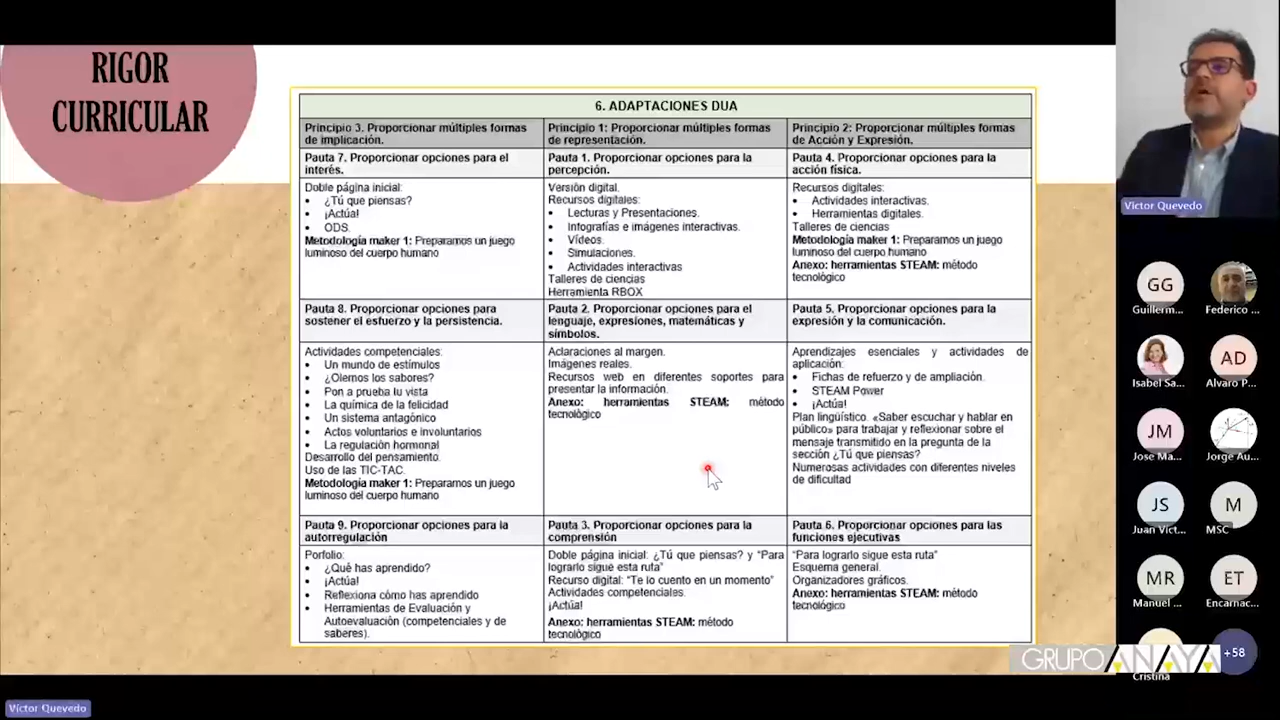 RIGOR
CURRICULAR
6. ADAPTACIONES DUA
Principio 3. Proporcionar múltiples formas
de implicación.
Principio 1: Proporcionar múltiples formas
de representación.
Principio 2: Proporcionar múltiples formas
de Acción y Expresión.
Pauta 7. Proporcionar opciones para el
interés.
Pauta 1. Proporcionar opciones para la
percepción.
Pauta 4. Proporcionar opciones para la
acción física.
Doble página inicial:
• ¿Tú que piensas?
• ¡Actúa!
• ODS.
Metodología maker 1: Preparamos un juego
luminoso del cuerpo humano
Versión digital.
Recursos digitales:
• Lecturas y Presentaciones.
• Infografías e imágenes interactivas.
• Vídeos.
• Simulaciones.
• Actividades interactivas
Talleres de ciencias
Herramienta RBOX
Recursos digitales:
• Actividades interactivas.
• Herramientas digitales.
Talleres de ciencias
Metodología maker 1: Preparamos un juego
luminoso del cuerpo humano
Anexo: herramientas STEAM: método
tecnológico
Pauta 8. Proporcionar opciones para
sostener el esfuerzo y la persistencia.
Pauta 2. Proporcionar opciones para el
lenguaje, expresiones, matemáticas y
símbolos.
Pauta 5. Proporcionar opciones para la
expresión y la comunicación.
Actividades competenciales:
• Un mundo de estímulos
• ¿Olemos los sabores?
• Pon a prueba tu vista
• La química de la felicidad
• Un sistema antagónico
• Actos voluntarios e involuntarios
• La regulación hormonal
Desarrollo del pensamiento.
Uso de las TIC-TAC.
Metodología maker 1: Preparamos un juego
luminoso del cuerpo humano
Aclaraciones al margen.
Imágenes reales.
Recursos web en diferentes soportes para
presentar la información.
Anexo: herramientas STEAM: método
tecnológico
Aprendizajes esenciales y actividades de
aplicación:
• Fichas de refuerzo y de ampliación.
• STEAM Power
• ¡Actúa!
Plan lingüístico. «Saber escuchar y hablar en
público» para trabajar y reflexionar sobre el
mensaje transmitido en la pregunta de la
sección ¿Tú que piensas?
Numerosas actividades con diferentes niveles
de dificultad
Pauta 9. Proporcionar opciones para la
autorregulación
Pauta 3. Proporcionar opciones para la
comprensión
Pauta 6. Proporcionar opciones para las
funciones ejecutivas
Porfolio:
• ¿Qué has aprendido?
• ¡Actúa!
• Reflexiona cómo has aprendido
• Herramientas de Evaluación y
Autoevaluación (competenciales y de
saberes).
Doble página inicial: ¿Tú que piensas? y “Para
lograrlo sigue esta ruta”
Recurso digital: “Te lo cuento en un momento”
Actividades competenciales.
¡Actúa!
Anexo: herramientas STEAM: método
tecnológico
“Para lograrlo sigue esta ruta”
Esquema general.
Organizadores gráficos.
Anexo: herramientas STEAM: método
tecnológico
GRUPO ANAYA
Víctor Quevedo
GG
Guillerm...
Federico ...
Isabel Sa...
AD
Alvaro P...
JM
Jose Ma...
Jorge Au...
JS
Juan Vict...
M
MSC
MR
Manuel ...
ET
Encarnac...
Cristina
+58
Víctor Quevedo